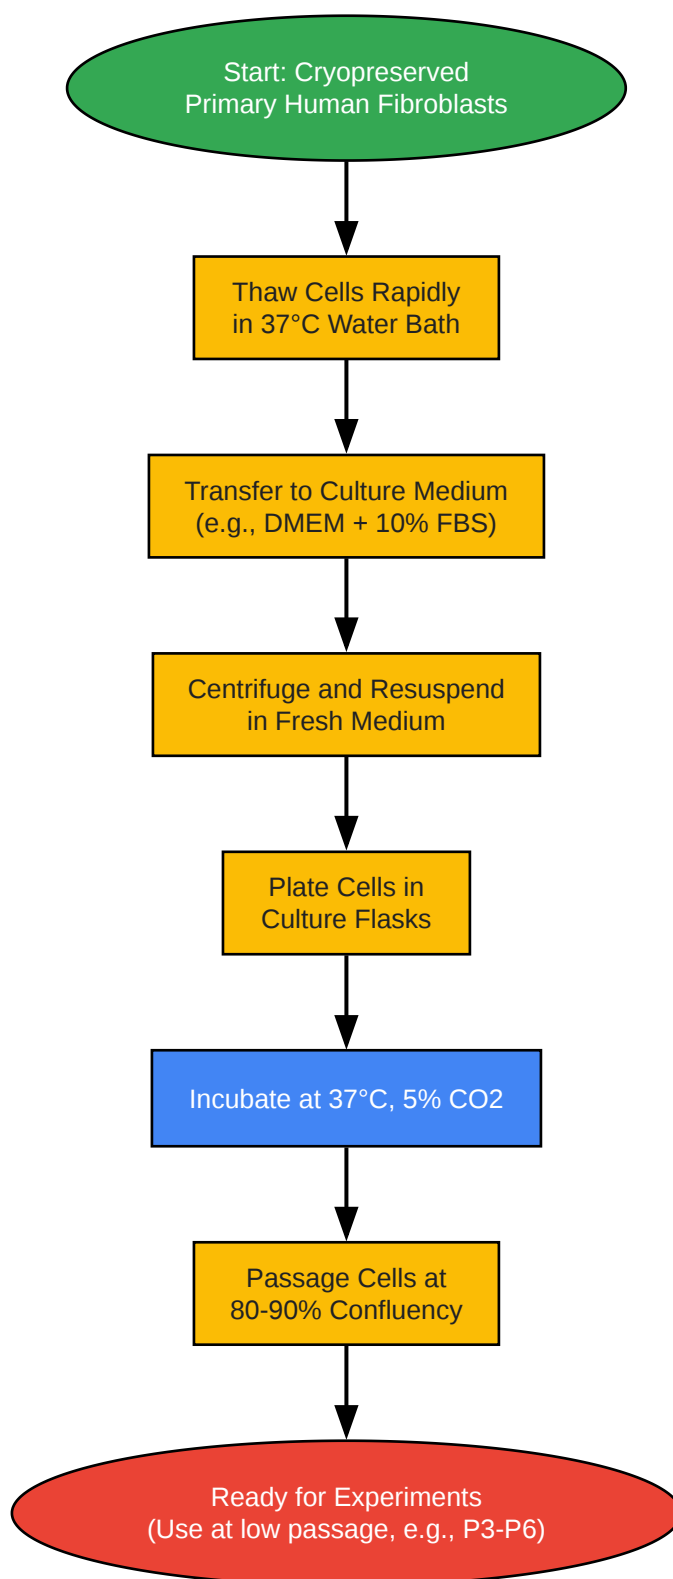 Start: Cryopreserved
Primary Human Fibroblasts
Thaw Cells Rapidly
in 37°C Water Bath
Transfer to Culture Medium
(e.g., DMEM + 10% FBS)
Centrifuge and Resuspend
in Fresh Medium
Plate Cells in
Culture Flasks
Incubate at 37°C, 5% CO2
Passage Cells at
80-90% Confluency
Ready for Experiments
(Use at low passage, e.g., P3-P6)